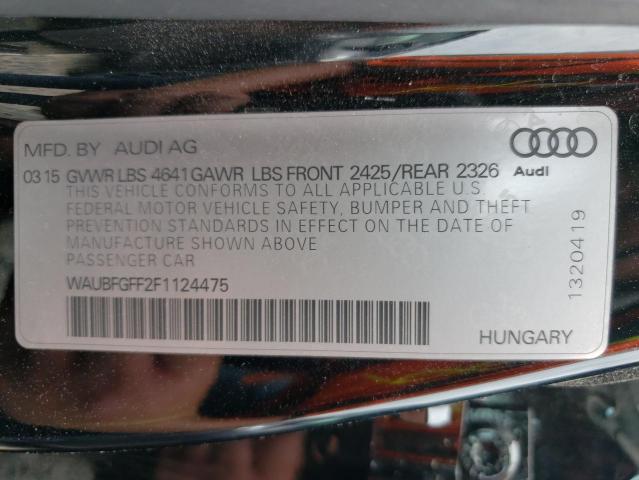 MFD. BY AUDI AG
03 15 GVWR LBS 4641 GAWR LBS FRONT 2425/REAR 2326
Audi
THIS VEHICLE CONFORMS TO ALL APPLICABLE U.S.
FEDERAL MOTOR VEHICLE SAFETY, BUMPER AND THEFT
PREVENTION STANDARDS IN EFFECT ON THE DATE OF
MANUFACTURE SHOWN ABOVE
PASSENGER CAR
WAUBFGFF2F1124475
1320419
HUNGARY